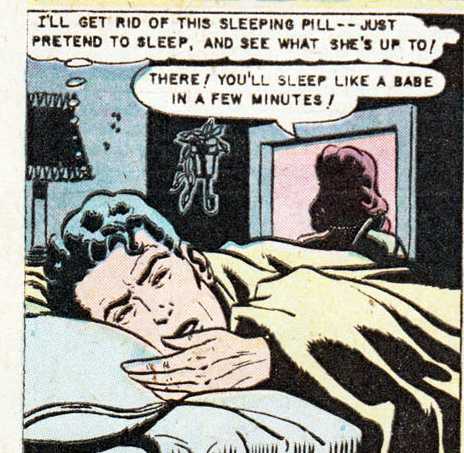 I'LL GET RID OF THIS SLEEPING PILL--JUST
PRETEND TO SLEEP, AND SEE WHAT SHE'S UP TO!
THERE! YOU'LL SLEEP LIKE A BABE
IN A FEW MINUTES!